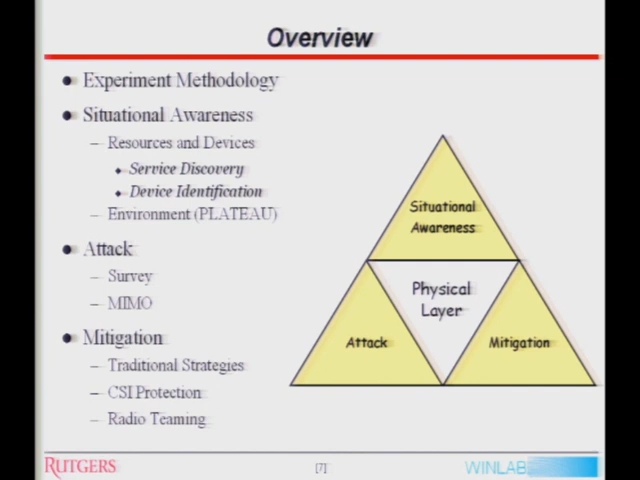 Overview
• Experiment Methodology
• Situational Awareness
– Resources and Devices
◆ Service Discovery
◆ Device Identification
– Environment (PLATEAU)
• Attack
– Survey
– MIMO
• Mitigation
– Traditional Strategies
– CSI Protection
– Radio Teaming
Situational
Awareness
Physical
Layer
Attack
Mitigation
RUTGERS
[7]
WINLAB